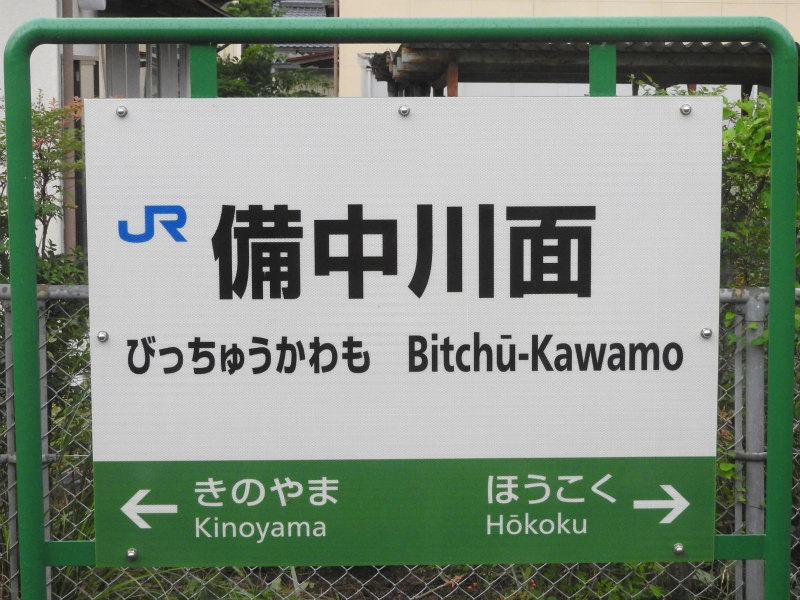 JR 備中川面
びっちゅうかわも Bitchū-Kawamo
← きのやま ほうこく →
Kinoyama Hōkoku